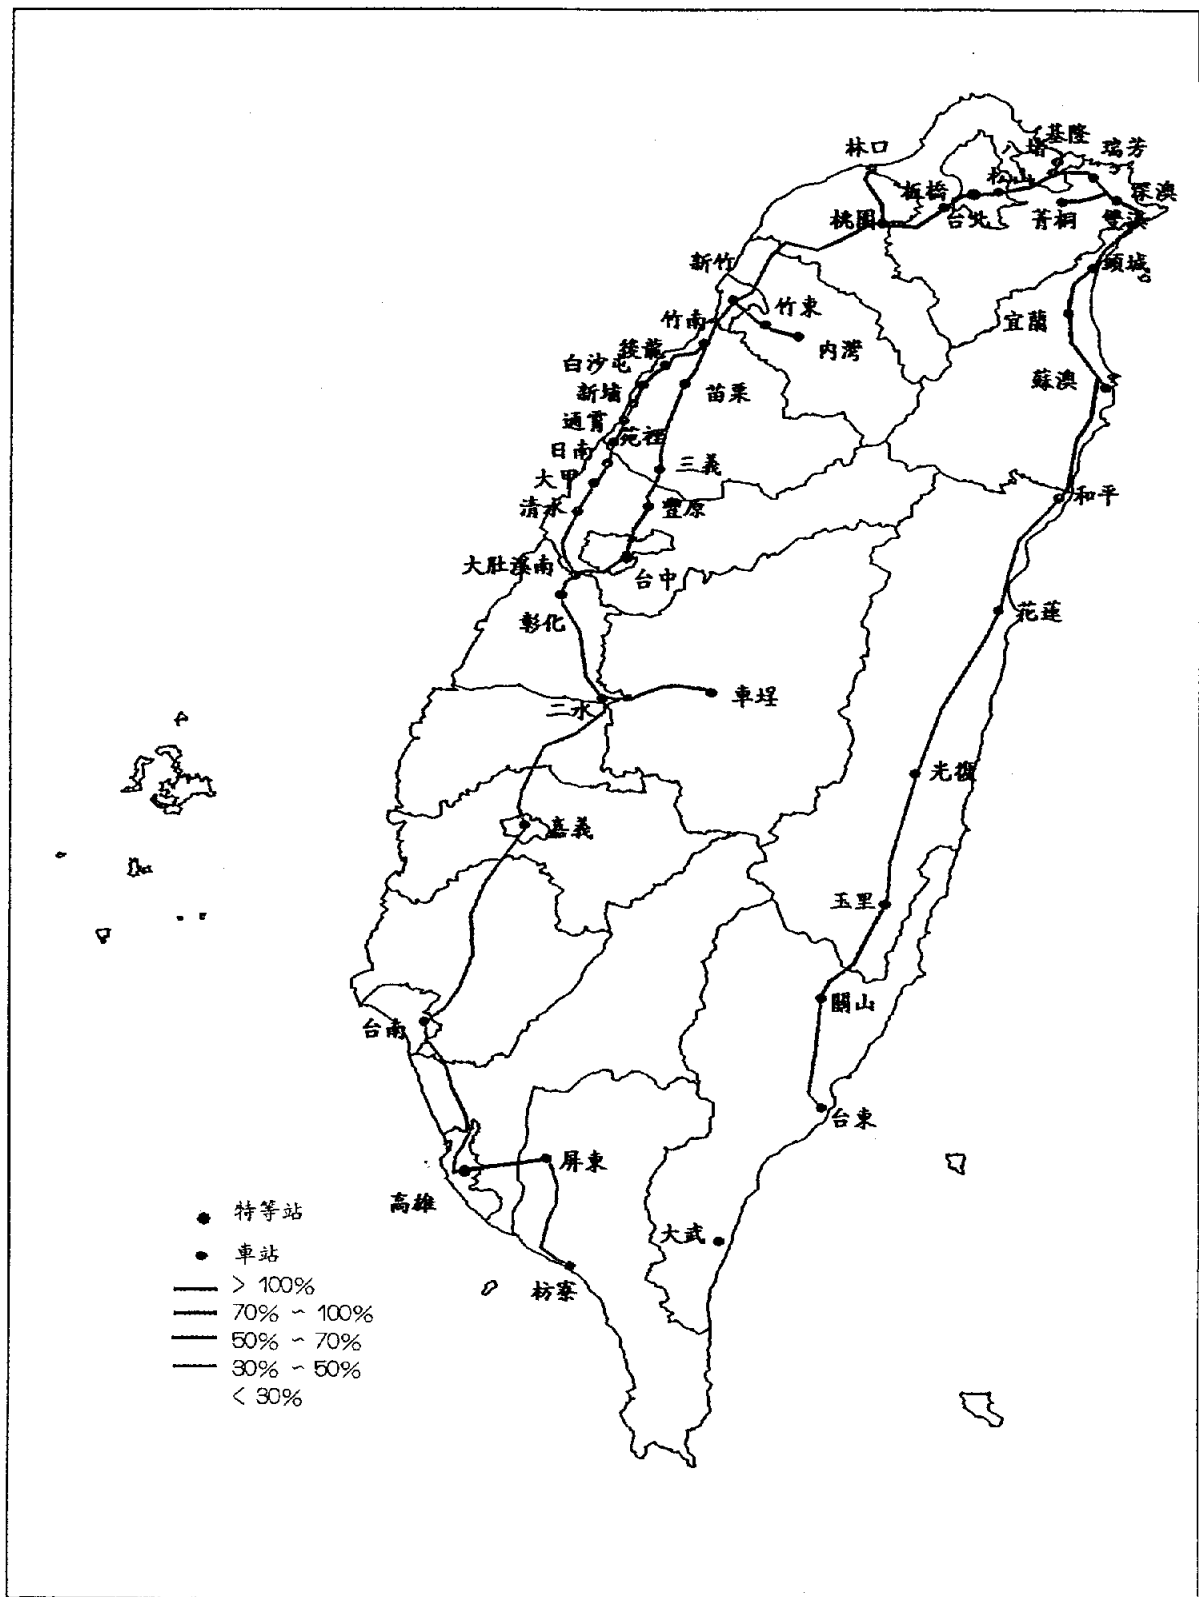 基隆
八堵
瑞芳
林口
松山
深澳
板橋
台北
菁桐
雙溪
桃園
頭城
新竹
竹東
宜蘭
竹南
內灣
後龍
白沙屯
蘇澳
新埔
苗栗
通霄
苑裡
日南
三義
大甲
清水
豐原
和平
大肚溪南
台中
彰化
花蓮
車埕
二水
光復
嘉義
玉里
關山
台南
台東
屏東
高雄
大武
枋寮
特等站
車站
> 100%
70% ~ 100%
50% ~ 70%
30% ~ 50%
< 30%